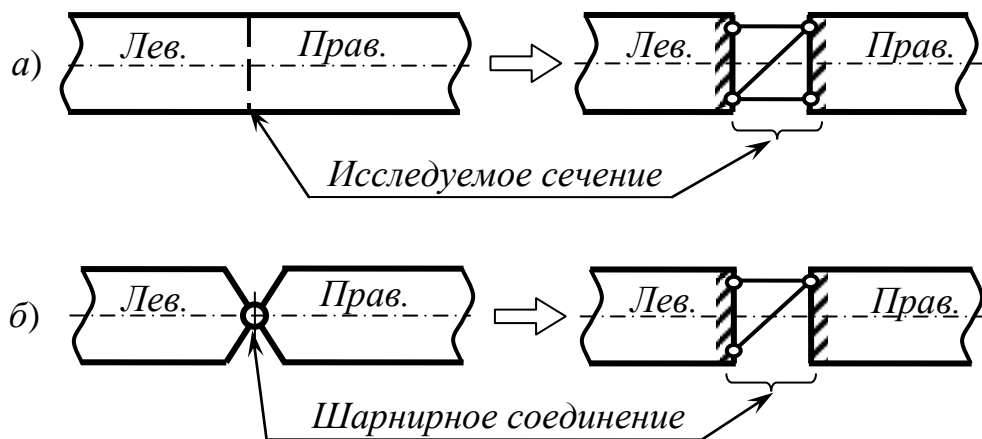 а) Лев. Прав. Лев. Прав.
Исследуемое сечение
б) Лев. Прав. Лев. Прав.
Шарнирное соединение